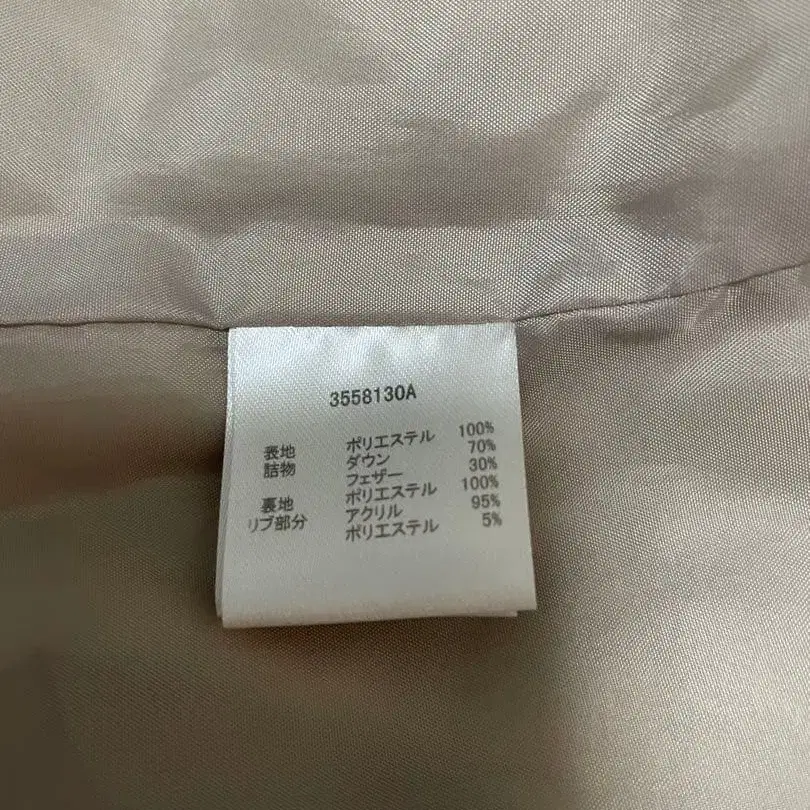 3558130A
表地 ポリエステル 100%
詰物 ダウン 70%
フェザー 30%
裏地 ポリエステル 100%
リブ部分 アクリル 95%
ポリエステル 5%